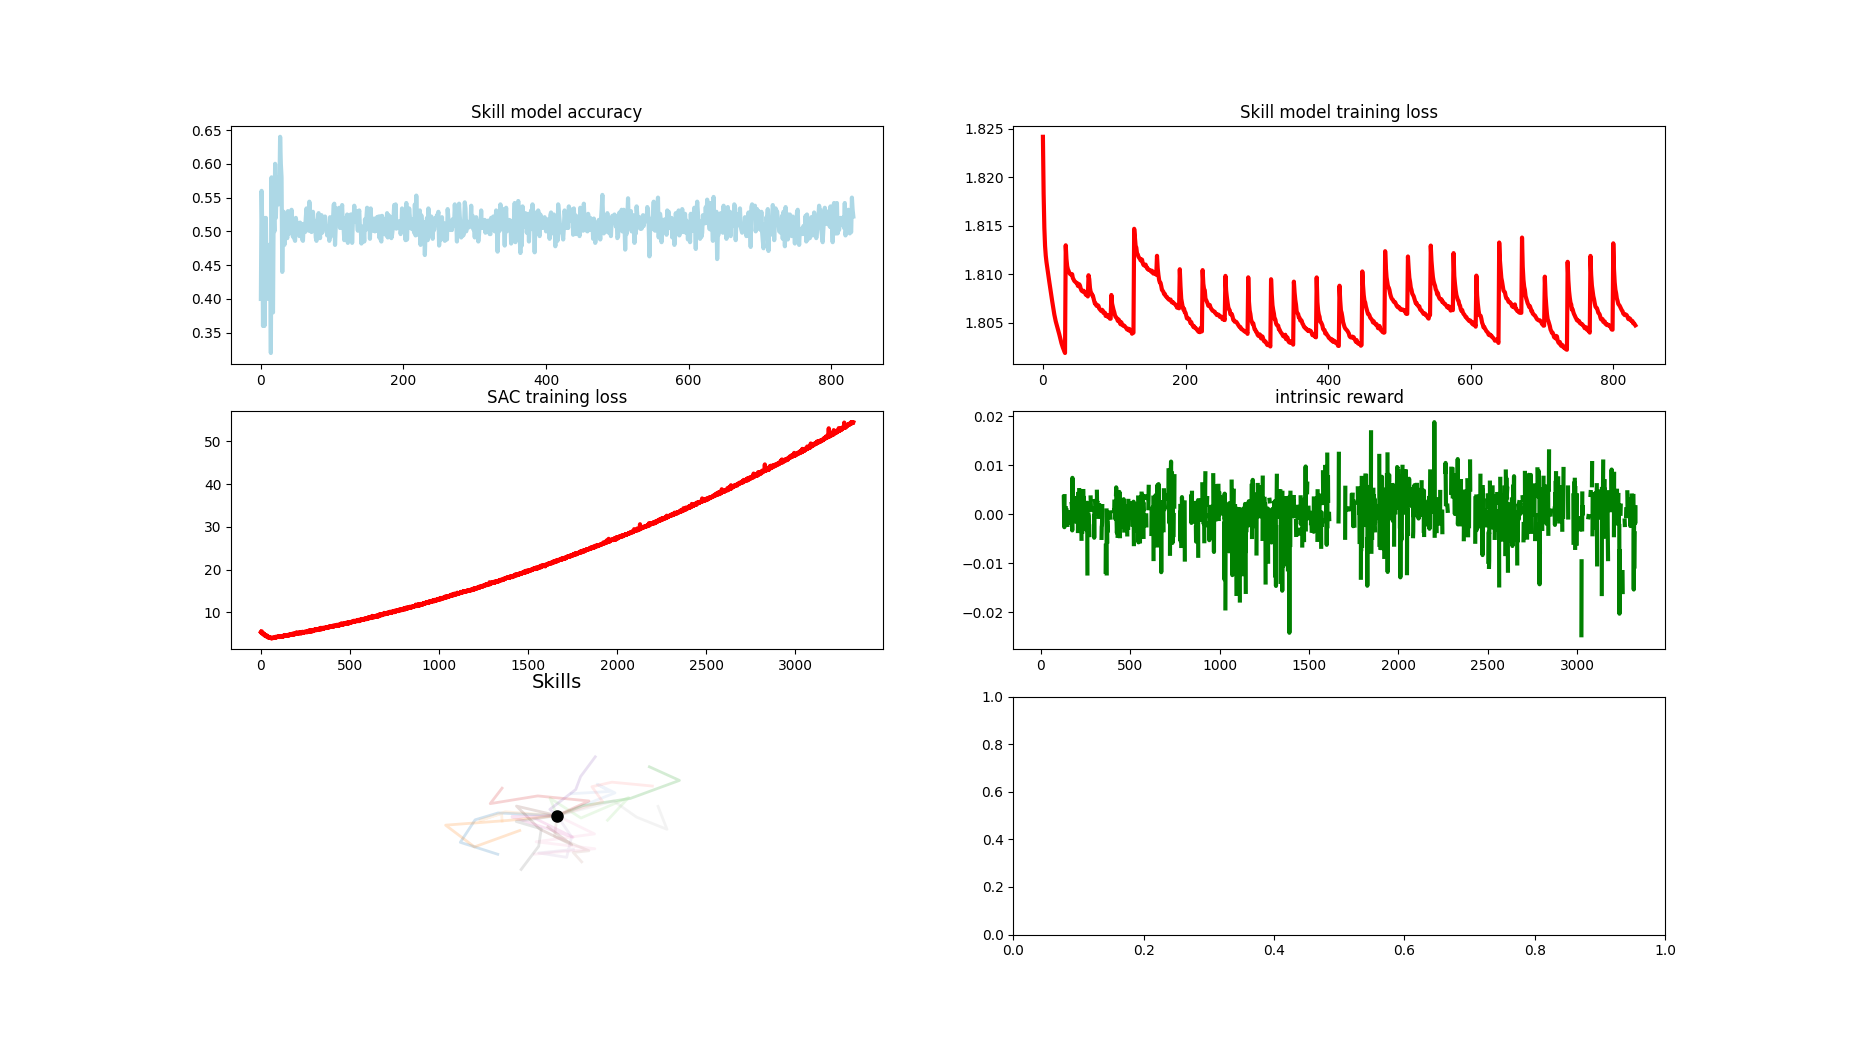 Skill model accuracy
0.65
0.60
0.55
0.50
0.45
0.40
0.35
0 200 400 600 800
Skill model training loss
1.825
1.820
1.815
1.810
1.805
0 200 400 600 800
SAC training loss
50
40
30
20
10
0 500 1000 1500 2000 2500 3000
intrinsic reward
0.02
0.01
0.00
−0.01
−0.02
0 500 1000 1500 2000 2500 3000
Skills
1.0
0.8
0.6
0.4
0.2
0.0
0.0 0.2 0.4 0.6 0.8 1.0